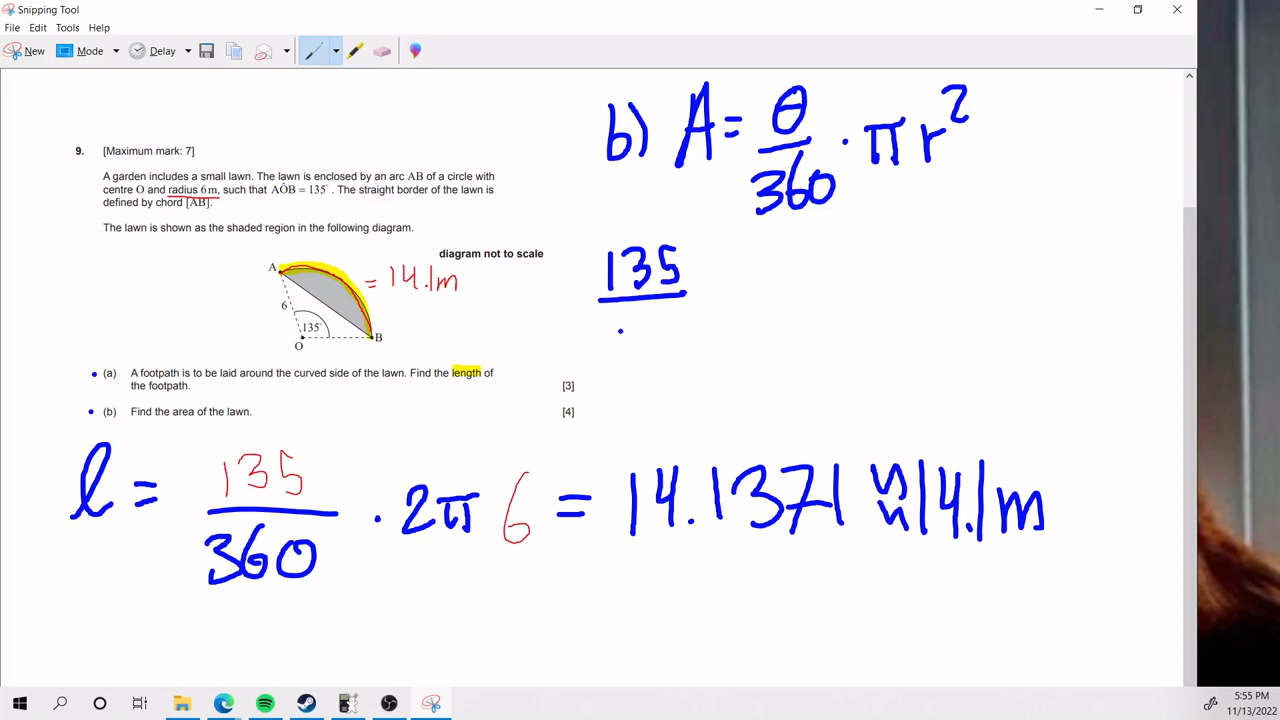 Snipping Tool
File Edit Tools Help
New Mode Delay
9. [Maximum mark: 7]
A garden includes a small lawn. The lawn is enclosed by an arc AB of a circle with
centre O and radius 6 m, such that AÔB = 135°. The straight border of the lawn is
defined by chord [AB].
The lawn is shown as the shaded region in the following diagram.
diagram not to scale
A
= 14.1m
6
135°
O
B
(a) A footpath is to be laid around the curved side of the lawn. Find the length of
the footpath. [3]
(b) Find the area of the lawn. [4]
b) A = θ/360 · πr²
135
l = 135/360 · 2π 6 = 14.1371 ≈ 14.1m
5:55 PM
11/13/2022